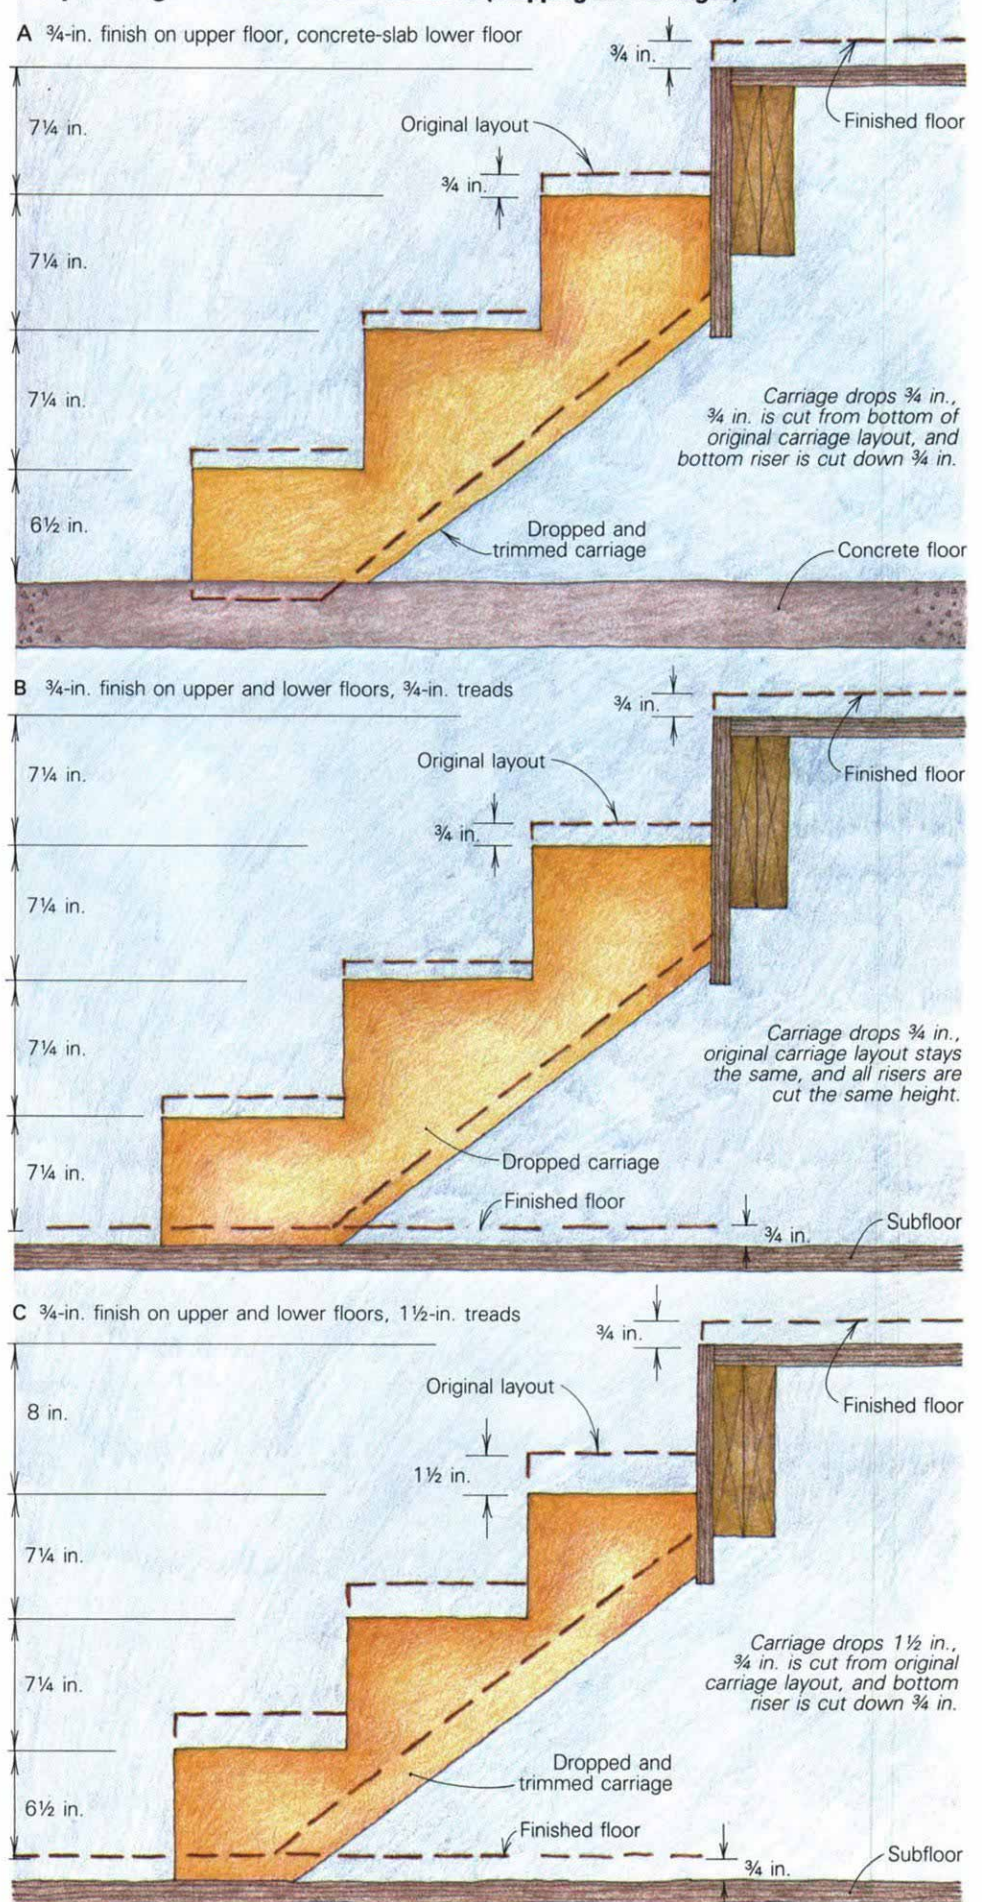 A ¾-in. finish on upper floor, concrete-slab lower floor
¾ in.
7¼ in.
Original layout
Finished floor
¾ in.
7¼ in.
7¼ in.
Carriage drops ¾ in.,
¾ in. is cut from bottom of
original carriage layout, and
bottom riser is cut down ¾ in.
6½ in.
Dropped and
trimmed carriage
Concrete floor
B ¾-in. finish on upper and lower floors, ¾-in. treads
¾ in.
7¼ in.
Original layout
Finished floor
¾ in.
7¼ in.
7¼ in.
Carriage drops ¾ in.,
original carriage layout stays
the same, and all risers are
cut the same height.
7¼ in.
Dropped carriage
Finished floor
¾ in.
Subfloor
C ¾-in. finish on upper and lower floors, 1½-in. treads
¾ in.
8 in.
Original layout
Finished floor
1½ in.
7¼ in.
7¼ in.
Carriage drops 1½ in.,
¾ in. is cut from original
carriage layout, and bottom
riser is cut down ¾ in.
6½ in.
Dropped and
trimmed carriage
Finished floor
¾ in.
Subfloor